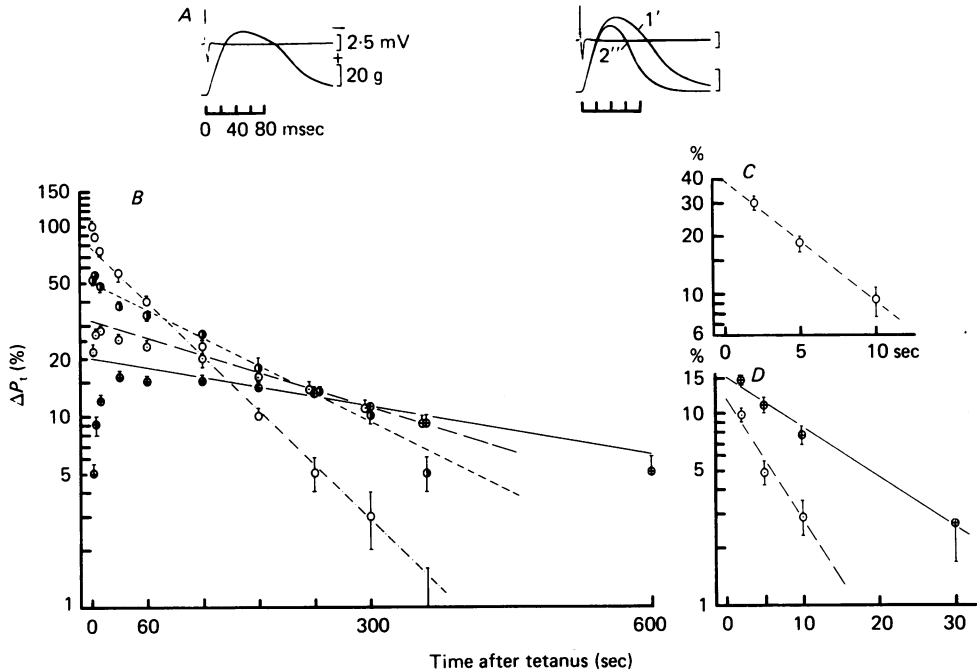 A
2·5 mV
+
20 g
0 40 80 msec
1′
2′′
B
150
100
50
20
10
5
1
ΔPt (%)
0 60 300 600
Time after tetanus (sec)
%
C
40
30
20
10
6
0 5 10 sec
%
D
15
10
5
1
0 10 20 30